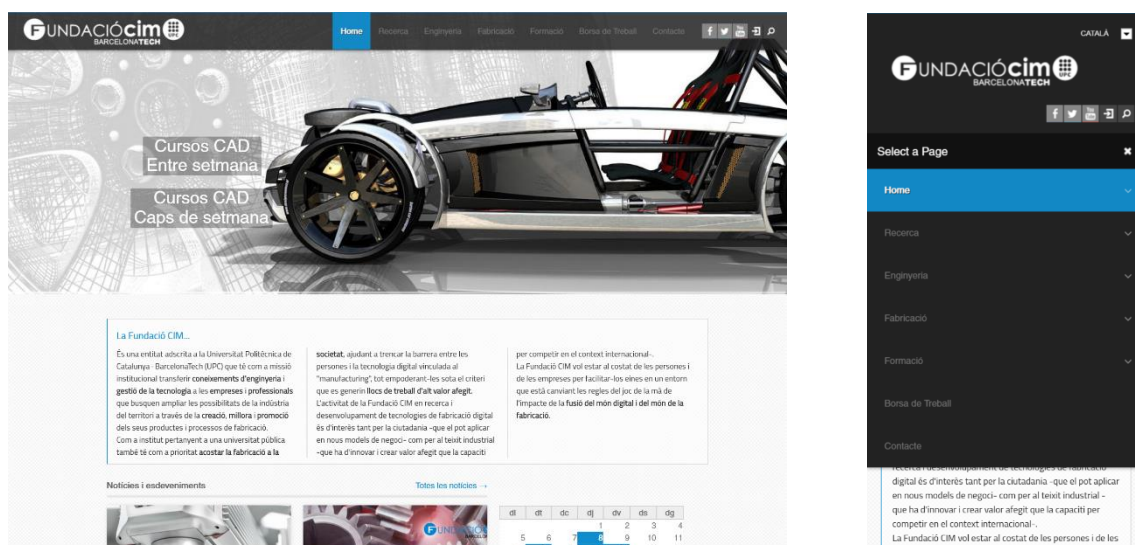 FUNDACIÓcim UPC
BARCELONATECH
Home Recerca Enginyeria Fabricació Formació Borsa de Treball Contacte
Cursos CAD
Entre setmana
Cursos CAD
Caps de setmana
La Fundació CIM...
És una entitat adscrita a la Universitat Politècnica de
Catalunya - BarcelonaTech (UPC) que té com a missió
institucional transferir coneixements d'enginyeria i
gestió de la tecnologia a les empreses i professionals
que busquen ampliar les possibilitats de la indústria
del territori a través de la creació, millora i promoció
dels seus productes i processos de fabricació.
Com a institut pertanyent a una universitat pública
també té com a prioritat acostar la fabricació a la
societat, ajudant a trencar la barrera entre les
persones i la tecnologia digital vinculada al
"manufacturing", tot empoderant-les sota el criteri
que es generin llocs de treball d'alt valor afegit.
L'activitat de la Fundació CIM en recerca i
desenvolupament de tecnologies de fabricació digital
és d'interès tant per la ciutadania -que el pot aplicar
en nous models de negoci- com per al teixit industrial
-que ha d'innovar i crear valor afegit que la capaciti
per competir en el context internacional-.
La Fundació CIM vol estar al costat de les persones i
de les empreses per facilitar-los eines en un entorn
que està canviant les regles del joc de la mà de
l'impacte de la fusió del món digital i del món de la
fabricació.
Notícies i esdeveniments
Totes les notícies →
dl dt dc dj dv ds dg
1 2 3 4
5 6 7 8 9 10 11
CATALÀ
FUNDACIÓcim UPC
BARCELONATECH
Select a Page
Home
Recerca
Enginyeria
Fabricació
Formació
Borsa de Treball
Contacte
recerca i desenvolupament de tecnologies de fabricació
digital és d'interès tant per la ciutadania -que el pot aplicar
en nous models de negoci- com per al teixit industrial -
que ha d'innovar i crear valor afegit que la capaciti per
competir en el context internacional-.
La Fundació CIM vol estar al costat de les persones i de les